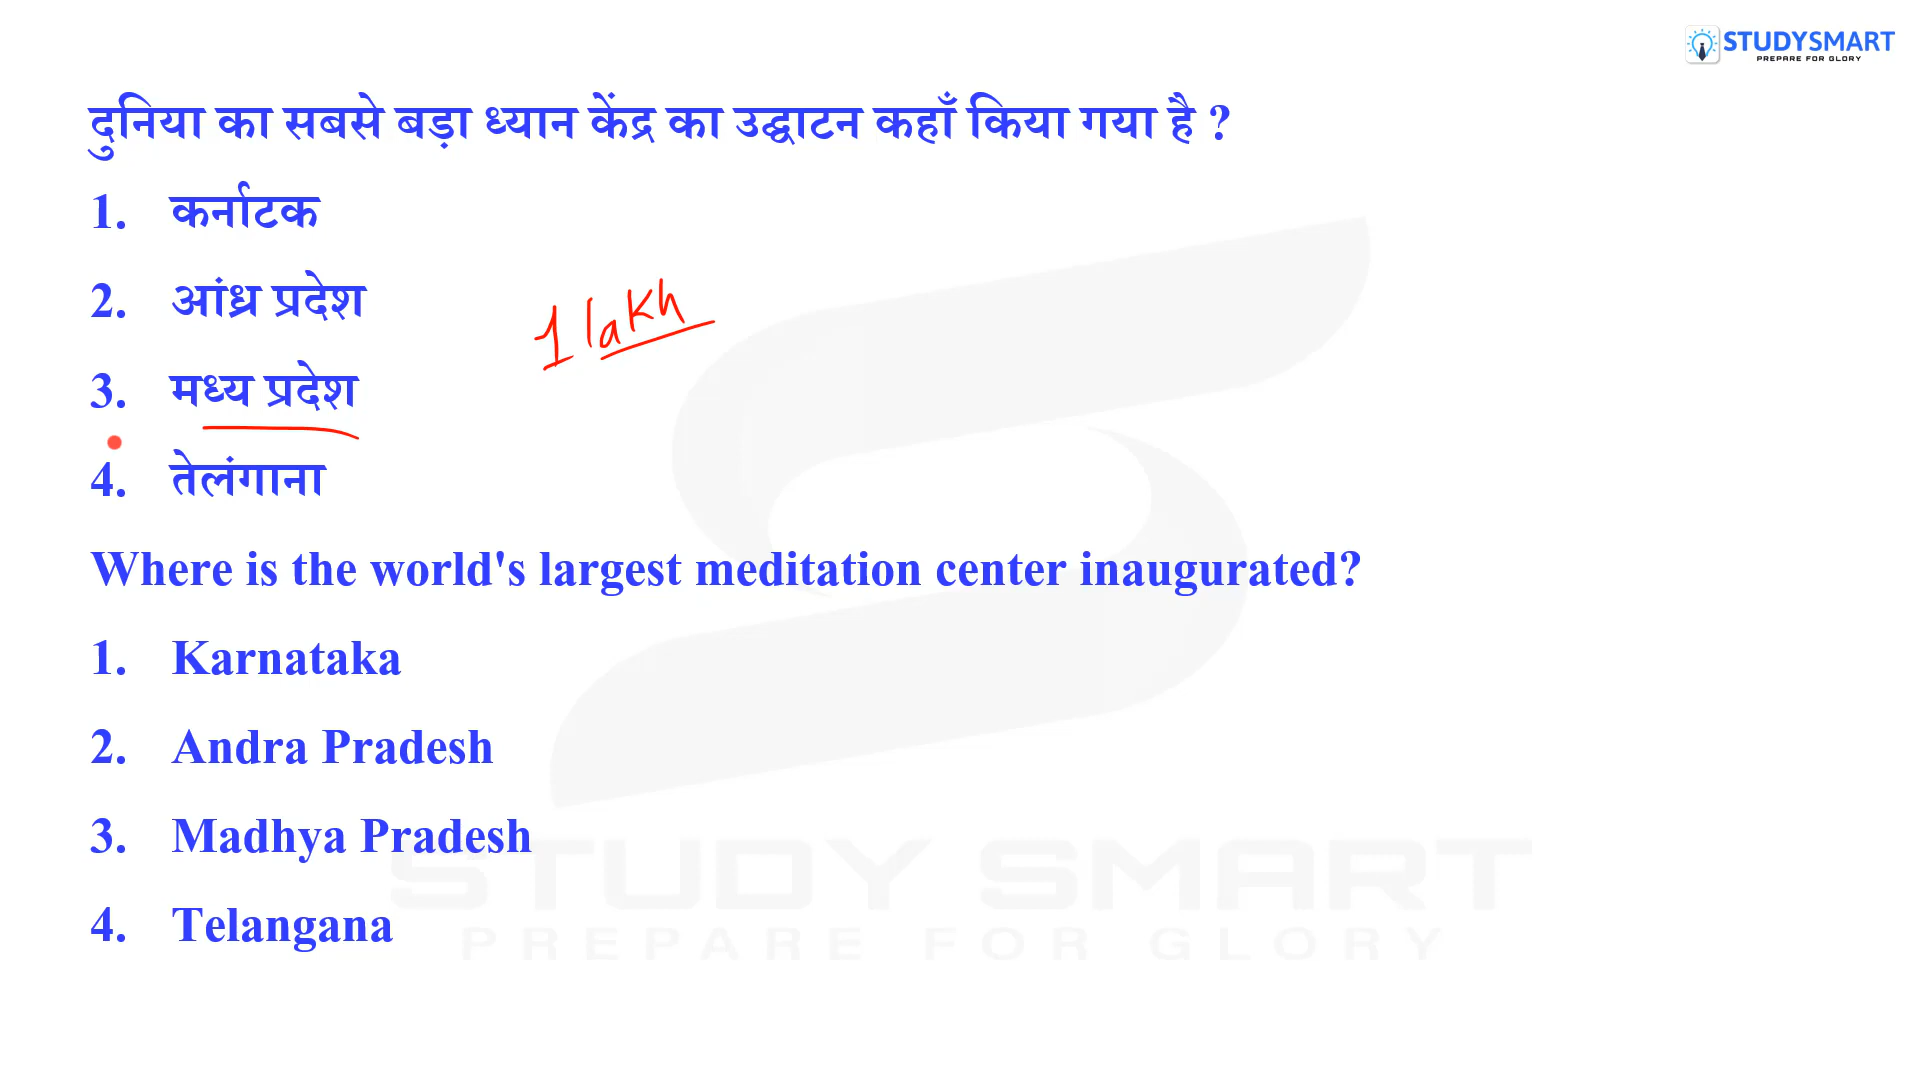 STUDYSMART
PREPARE FOR GLORY
दुनिया का सबसे बड़ा ध्यान केंद्र का उद्घाटन कहाँ किया गया है ?
1. कर्नाटक
2. आंध्र प्रदेश
1 lakh
3. मध्य प्रदेश
4. तेलंगाना
Where is the world's largest meditation center inaugurated?
1. Karnataka
2. Andra Pradesh
3. Madhya Pradesh
4. Telangana
STUDY SMART
PREPARE FOR GLORY